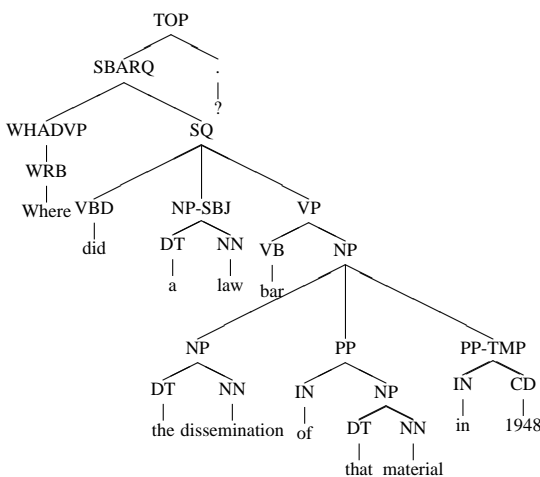 TOP
SBARQ .
?
WHADVP SQ
WRB
Where VBD NP-SBJ VP
did DT NN VB NP
a law bar
NP PP PP-TMP
DT NN IN NP IN CD
the dissemination of DT NN in 1948
that material